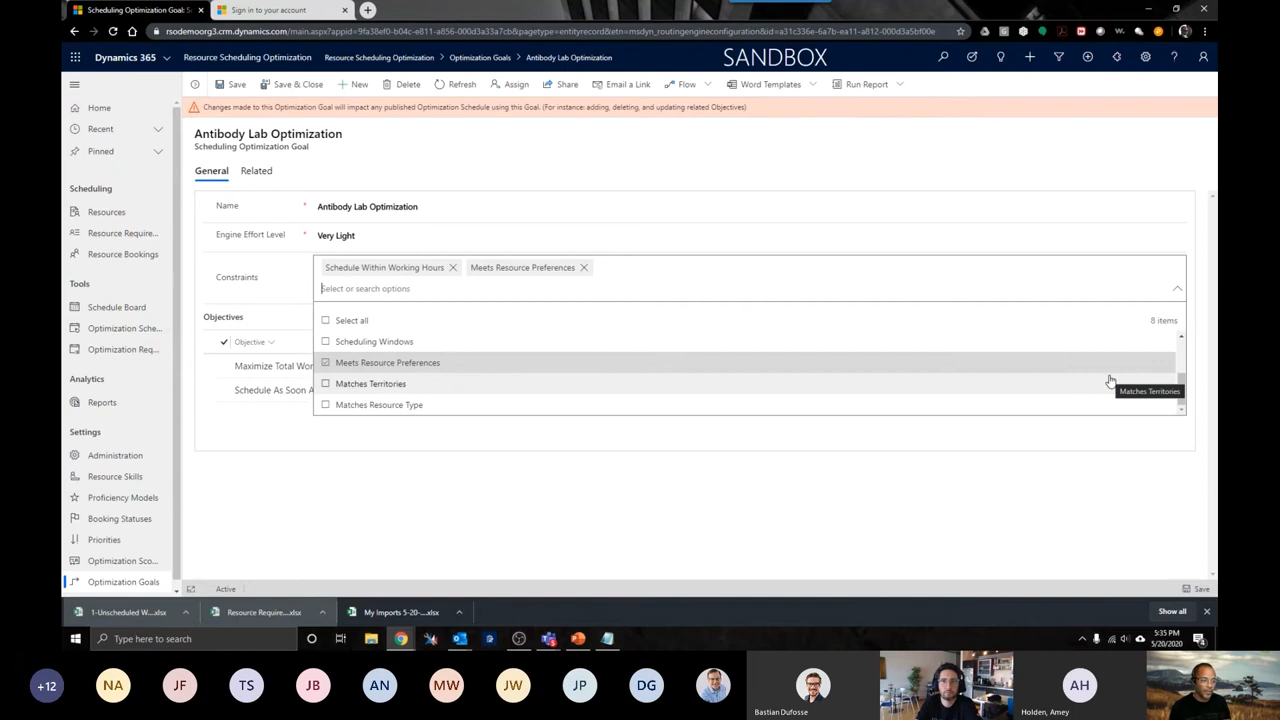 Scheduling Optimization Goal:
Sign in to your account
rsodemoorg3.crm.dynamics.com/main.aspx?appid=9fa38ef0-b04c-e811-a856-000d3a33a7cb&pagetype=entityrecord&etn=msdyn_routingengineconfiguration&id=a31c336e-6a7b-ea11-a812-000d3a569bf0e
Dynamics 365
Resource Scheduling Optimization
Resource Scheduling Optimization > Optimization Goals > Antibody Lab Optimization
SANDBOX
Save
Save & Close
New
Delete
Refresh
Assign
Share
Email a Link
Flow
Word Templates
Run Report
Changes made to this Optimization Goal will impact any published Optimization Schedule using this Goal. (For instance: adding, deleting, and updating related Objectives)
Home
Recent
Pinned
Scheduling
Resources
Resource Require...
Resource Bookings
Tools
Schedule Board
Optimization Sche...
Optimization Req...
Analytics
Reports
Settings
Administration
Resource Skills
Proficiency Models
Booking Statuses
Priorities
Optimization Sco...
Optimization Goals
Antibody Lab Optimization
Scheduling Optimization Goal
General
Related
Name * Antibody Lab Optimization
Engine Effort Level * Very Light
Constraints
Schedule Within Working Hours
Meets Resource Preferences
Select or search options
Select all
8 items
Scheduling Windows
Meets Resource Preferences
Matches Territories
Matches Resource Type
Matches Territories
Objectives
Objective
Maximize Total Wor
Schedule As Soon A
Active
Save
1-Unscheduled W....xlsx
Resource Require....xlsx
My Imports 5-20-....xlsx
Show all
Type here to search
5:35 PM
5/20/2020
4
+12
NA
JF
TS
JB
AN
MW
JW
JP
DG
AH
Bastian Dufosse
Holden, Amey